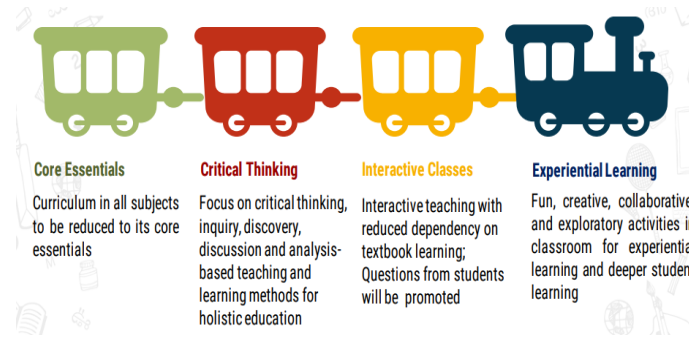 Core Essentials
Curriculum in all subjects
to be reduced to its core
essentials
Critical Thinking
Focus on critical thinking,
inquiry, discovery,
discussion and analysis-
based teaching and
learning methods for
holistic education
Interactive Classes
Interactive teaching with
reduced dependency on
textbook learning;
Questions from students
will be promoted
Experiential Learning
Fun, creative, collaborative
and exploratory activities
classroom for
learning and deeper
learning